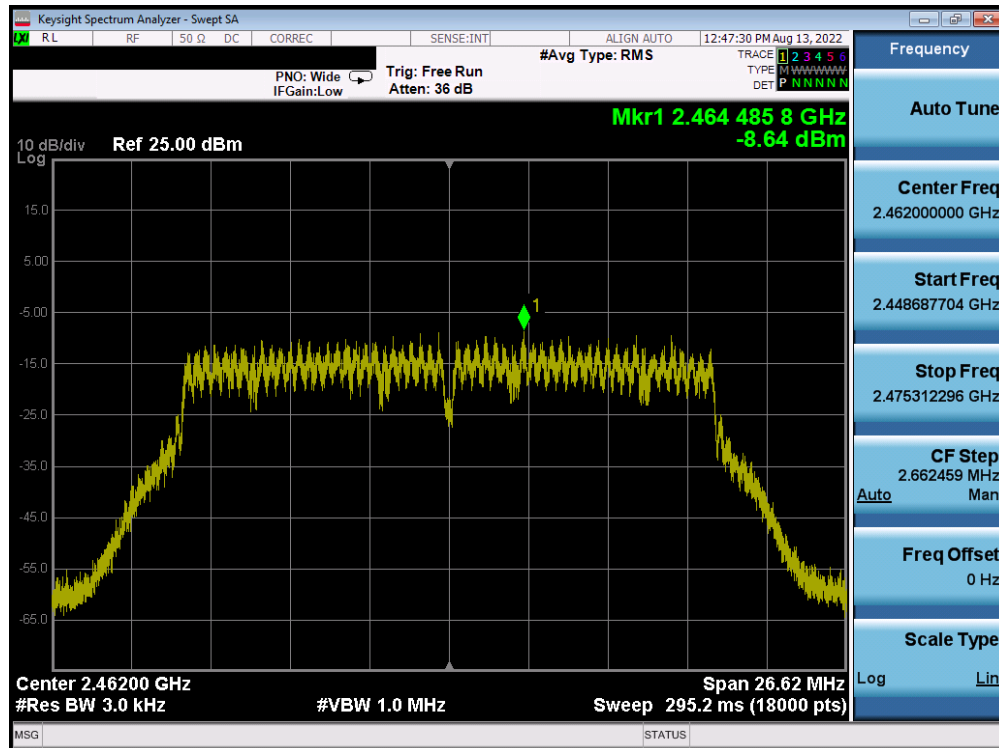 Keysight Spectrum Analyzer - Swept SA
LXI RL RF 50 Ω DC CORREC SENSE:INT ALIGN AUTO 12:47:30 PM Aug 13, 2022
#Avg Type: RMS
TRACE 1 2 3 4 5 6
PNO: Wide Trig: Free Run
TYPE M W W W W W
IFGain:Low Atten: 36 dB
DET P N N N N N
Mkr1 2.464 485 8 GHz
-8.64 dBm
10 dB/div Ref 25.00 dBm
Log
15.0
5.00
-5.00
-15.0
-25.0
-35.0
-45.0
-55.0
-65.0
1
Center 2.46200 GHz Span 26.62 MHz
#Res BW 3.0 kHz #VBW 1.0 MHz Sweep 295.2 ms (18000 pts)
MSG STATUS
Frequency
Auto Tune
Center Freq
2.462000000 GHz
Start Freq
2.448687704 GHz
Stop Freq
2.475312296 GHz
CF Step
2.662459 MHz
Auto Man
Freq Offset
0 Hz
Scale Type
Log Lin